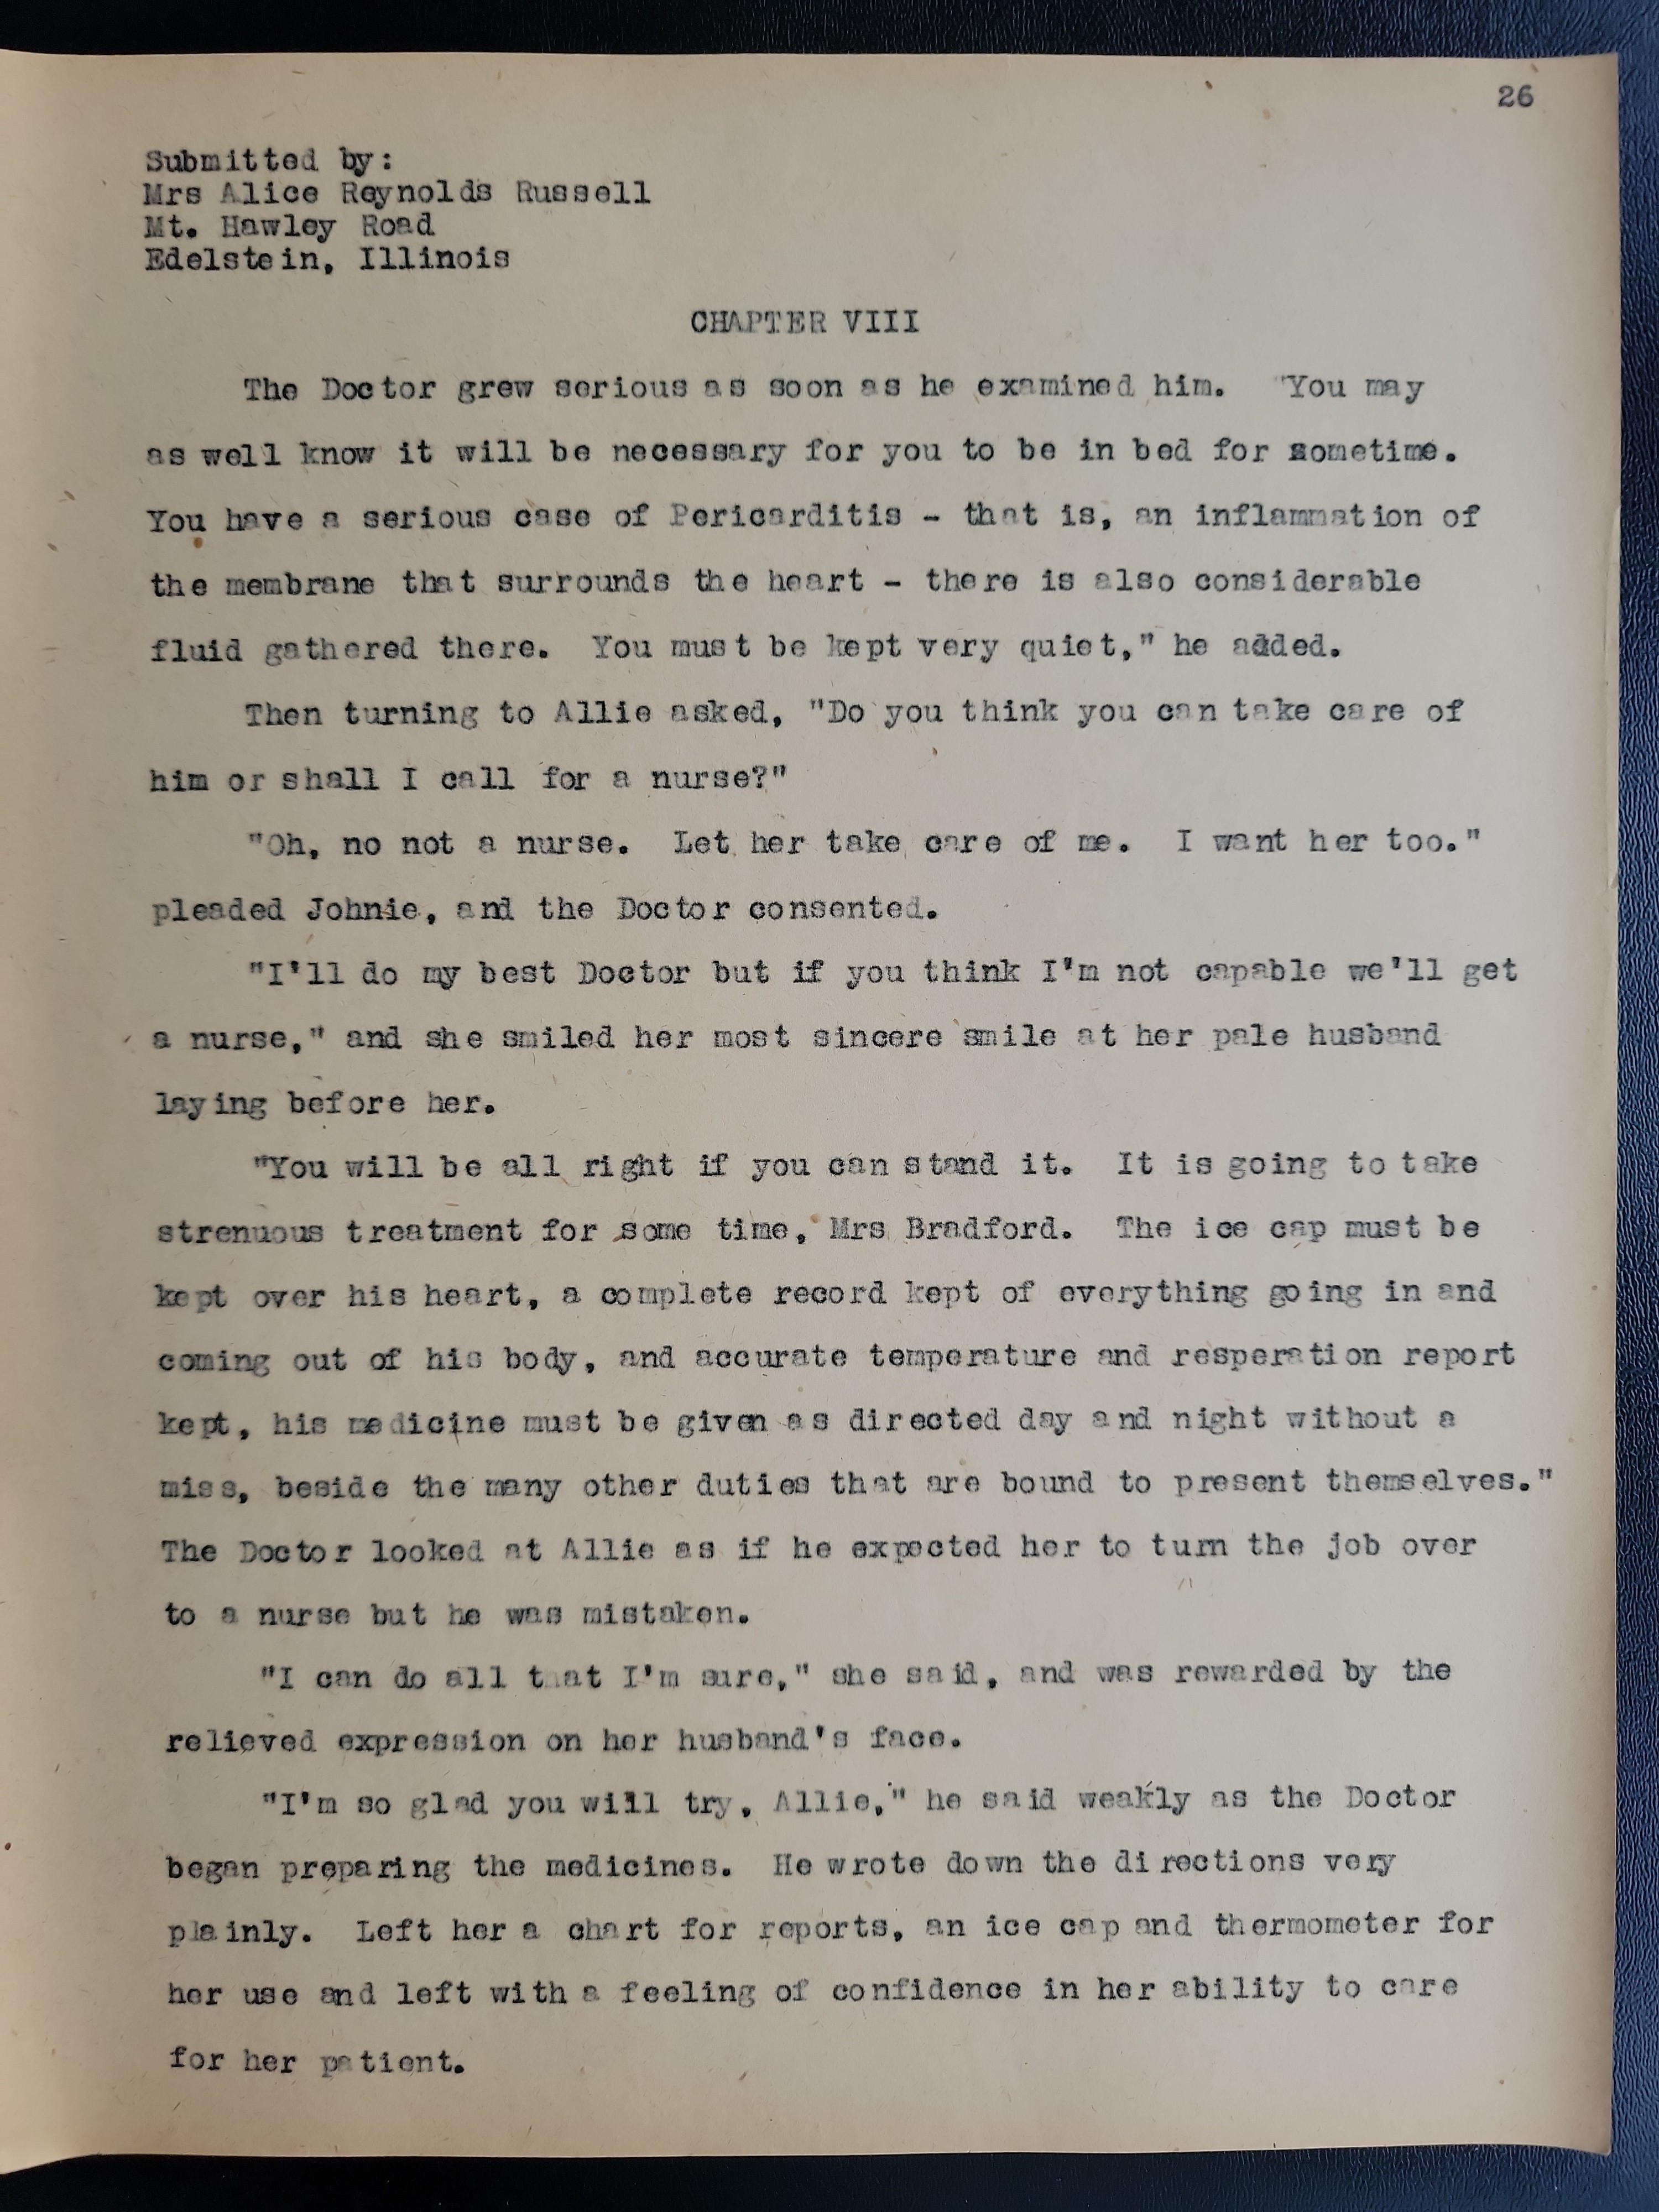 26
Submitted by:
Mrs Alice Reynolds Russell
Mt. Hawley Road
Edelstein, Illinois
CHAPTER VIII
The Doctor grew serious as soon as he examined him. "You may
as well know it will be necessary for you to be in bed for sometime.
You have a serious case of Pericarditis - that is, an inflammation of
the membrane that surrounds the heart - there is also considerable
fluid gathered there. You must be kept very quiet," he added.
Then turning to Allie asked, "Do you think you can take care of
him or shall I call for a nurse?"
"Oh, no not a nurse. Let her take care of me. I want her too."
pleaded Johnie, and the Doctor consented.
"I'll do my best Doctor but if you think I'm not capable we'll get
a nurse," and she smiled her most sincere smile at her pale husband
laying before her.
"You will be all right if you can stand it. It is going to take
strenuous treatment for some time, Mrs Bradford. The ice cap must be
kept over his heart, a complete record kept of everything going in and
coming out of his body, and accurate temperature and resperation report
kept, his medicine must be given as directed day and night without a
miss, beside the many other duties that are bound to present themselves."
The Doctor looked at Allie as if he expected her to turn the job over
to a nurse but he was mistaken.
"I can do all that I'm sure," she said, and was rewarded by the
relieved expression on her husband's face.
"I'm so glad you will try, Allie," he said weakly as the Doctor
began preparing the medicines. He wrote down the directions very
plainly. Left her a chart for reports, an ice cap and thermometer for
her use and left with a feeling of confidence in her ability to care
for her patient.